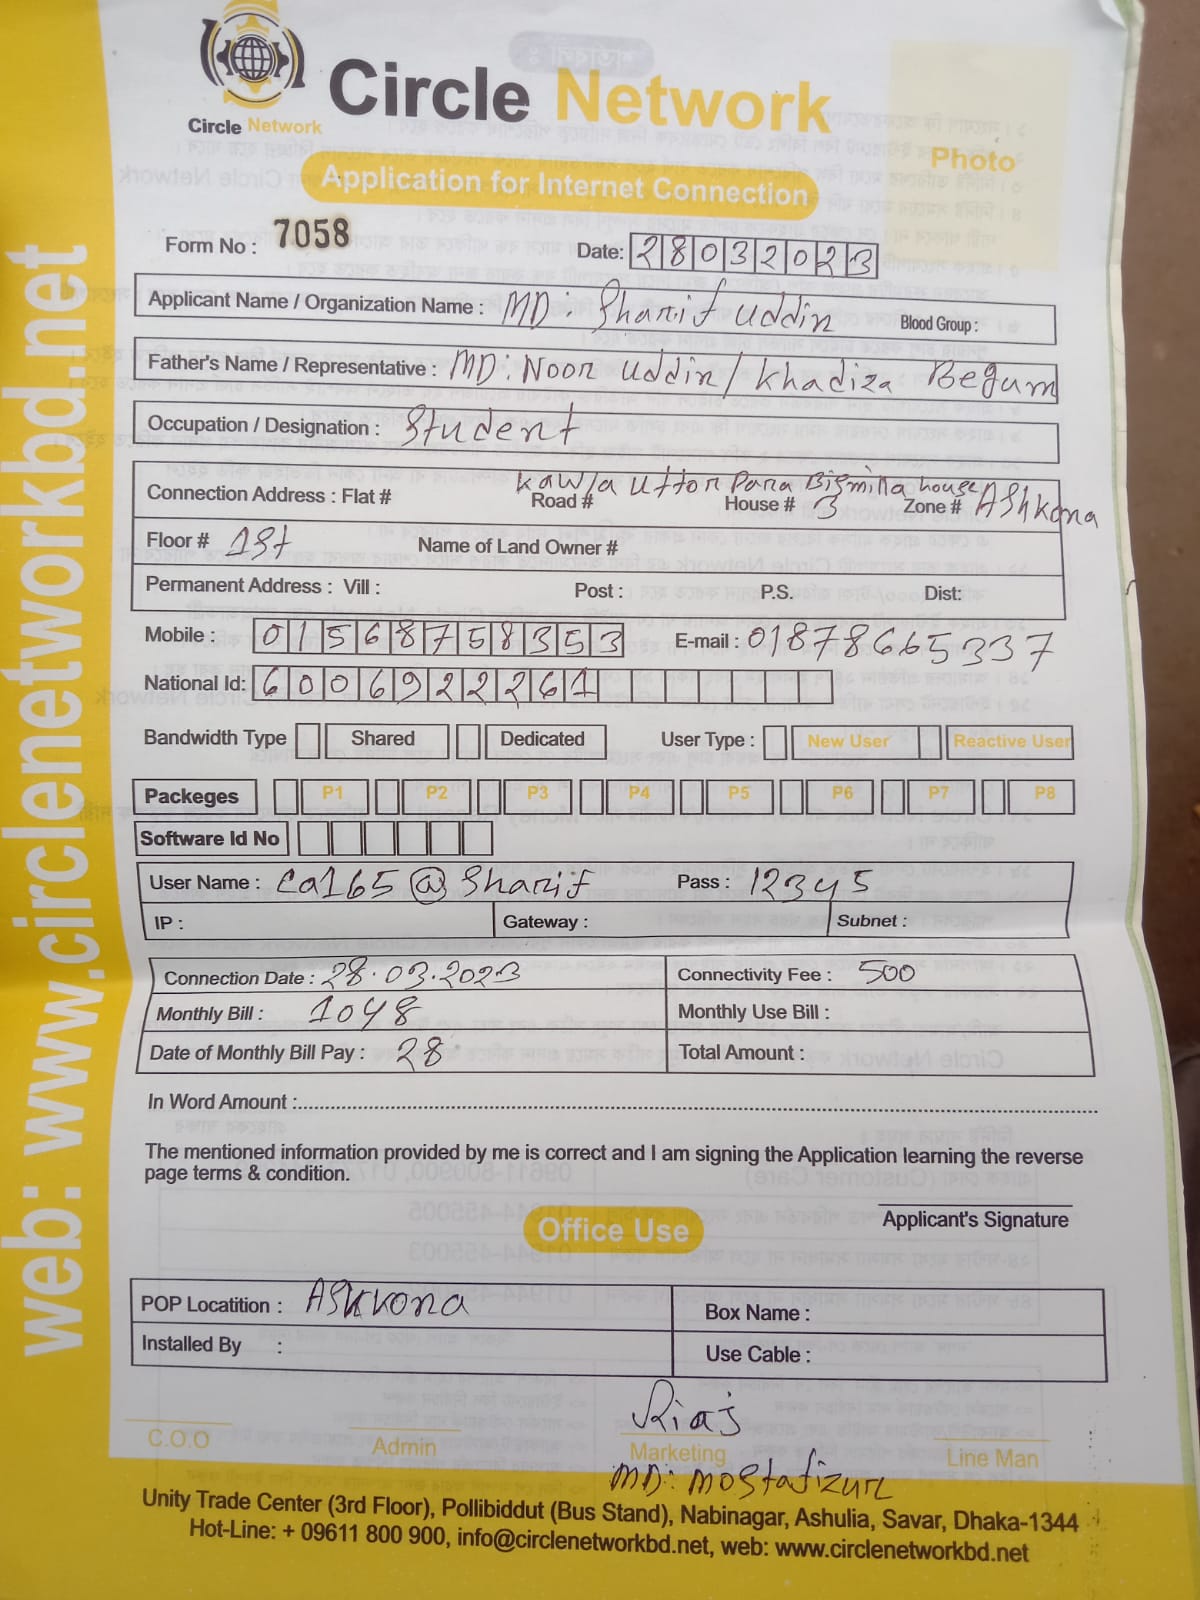 Circle Network
Circle Network
Photo
Application for Internet Connection
Form No : 7058
Date: 28032023
Applicant Name / Organization Name : MD : Sharif uddin Blood Group :
Father's Name / Representative : MD : Noor uddin / Khadiza Begum
Occupation / Designation : Student
Kawla Uttor Para Bismilla house
Connection Address : Flat # Road # House # 3 Zone # AShkona
Floor # 1St Name of Land Owner #
Permanent Address : Vill : Post : P.S. Dist:
Mobile : 01568758353 E-mail : 01878665337
National Id: 6006922261
Bandwidth Type Shared Dedicated User Type : New User Reactive User
Packeges P1 P2 P3 P4 P5 P6 P7 P8
Software Id No
User Name : Ca165@Sharif Pass : 12345
IP : Gateway : Subnet :
Connection Date : 28.03.2023 Connectivity Fee : 500
Monthly Bill : 1048 Monthly Use Bill :
Date of Monthly Bill Pay : 28 Total Amount :
In Word Amount :
The mentioned information provided by me is correct and I am signing the Application learning the reverse
page terms & condition.
Applicant's Signature
Office Use
POP Locatition : AShkona Box Name :
Installed By : Use Cable :
Riaj
C.O.O Admin Marketing Line Man
MD : Mostafizur
Unity Trade Center (3rd Floor), Pollibiddut (Bus Stand), Nabinagar, Ashulia, Savar, Dhaka-1344
Hot-Line: + 09611 800 900, info@circlenetworkbd.net, web: www.circlenetworkbd.net
web: www.circlenetworkbd.net